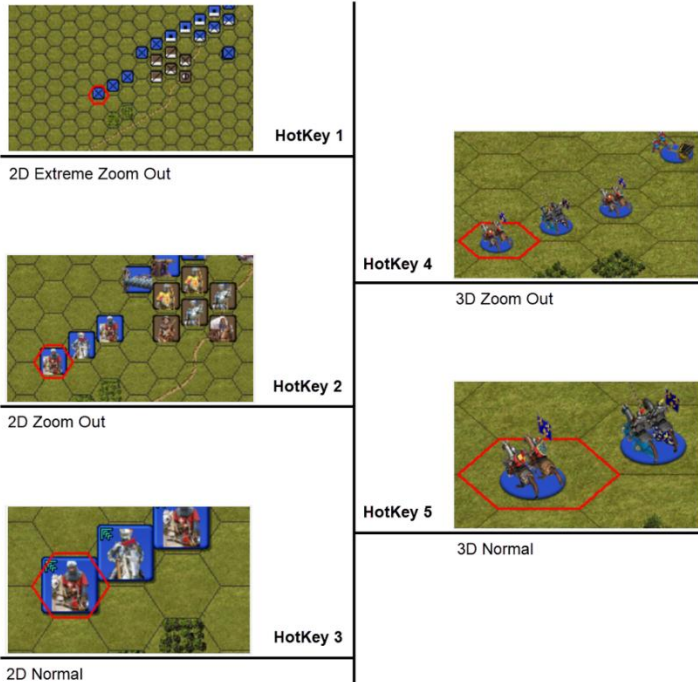 HotKey 1
2D Extreme Zoom Out
HotKey 2
2D Zoom Out
HotKey 3
2D Normal
HotKey 4
3D Zoom Out
HotKey 5
3D Normal